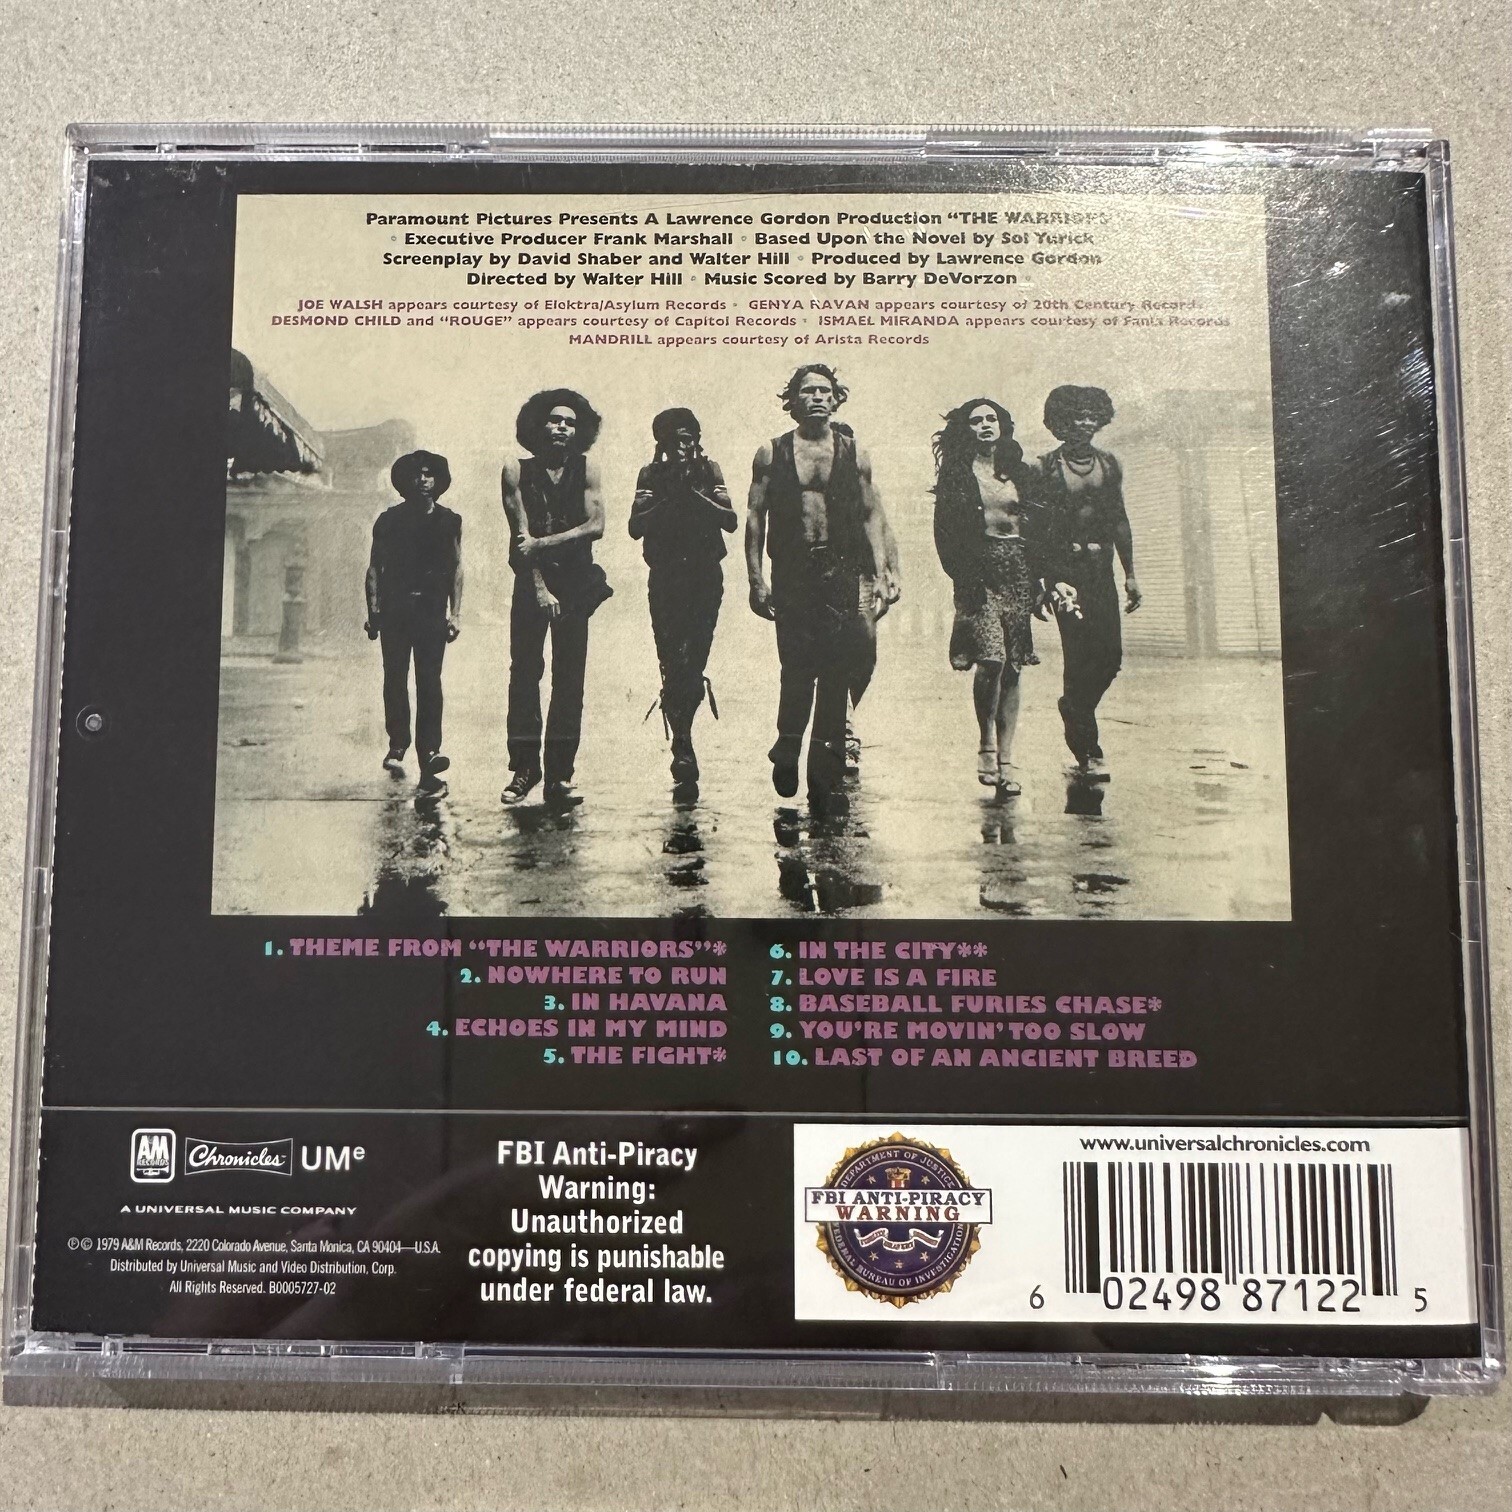 Paramount Pictures Presents A Lawrence Gordon Production "THE WARRIORS"
◦ Executive Producer Frank Marshall ◦ Based Upon the Novel by Sol Yurick
Screenplay by David Shaber and Walter Hill ◦ Produced by Lawrence Gordon
Directed by Walter Hill ◦ Music Scored by Barry DeVorzon ◦
JOE WALSH appears courtesy of Elektra/Asylum Records ◦ GENYA RAVAN appears courtesy of 20th Century Records
DESMOND CHILD and "ROUGE" appears courtesy of Capitol Records ◦ ISMAEL MIRANDA appears courtesy of Fania Records
MANDRILL appears courtesy of Arista Records
1. THEME FROM "THE WARRIORS"*
2. NOWHERE TO RUN
3. IN HAVANA
4. ECHOES IN MY MIND
5. THE FIGHT*
6. IN THE CITY**
7. LOVE IS A FIRE
8. BASEBALL FURIES CHASE*
9. YOU'RE MOVIN' TOO SLOW
10. LAST OF AN ANCIENT BREED
A&M
RECORDS
Chronicles
UMe
A UNIVERSAL MUSIC COMPANY
℗© 1979 A&M Records, 2220 Colorado Avenue, Santa Monica, CA 90404—U.S.A.
Distributed by Universal Music and Video Distribution, Corp.
All Rights Reserved. B0005727-02
FBI Anti-Piracy
Warning:
Unauthorized
copying is punishable
under federal law.
DEPARTMENT OF JUSTICE
FBI ANTI-PIRACY
WARNING
FEDERAL BUREAU OF INVESTIGATION
www.universalchronicles.com
6 02498 87122 5